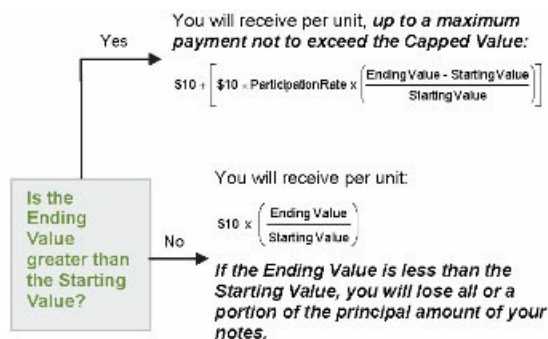 You will receive per unit, up to a maximum
payment not to exceed the Capped Value:
Yes
$10 + [$10 × Participation Rate x (Ending Value - Starting Value / Starting Value)]
Is the
Ending
Value
greater than
the Starting
Value?
No
You will receive per unit:
$10 x (Ending Value / Starting Value)
If the Ending Value is less than the
Starting Value, you will lose all or a
portion of the principal amount of your
notes.